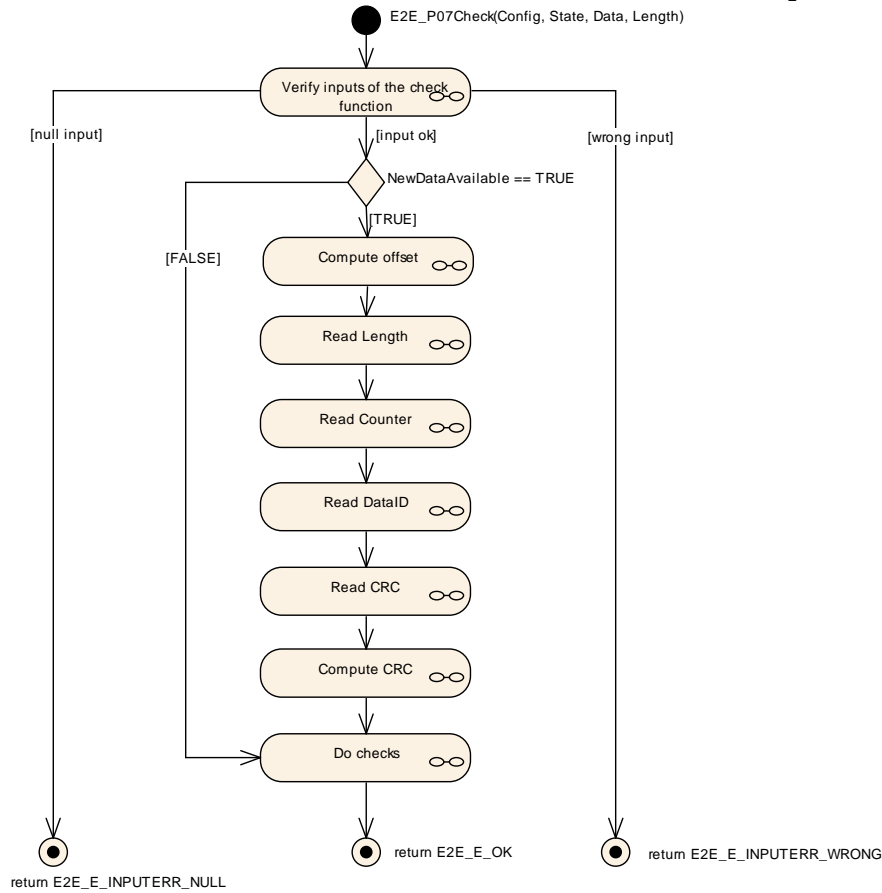 E2E_P07Check(Config, State, Data, Length)
Verify inputs of the check
function
[null input]
[input ok]
[wrong input]
NewDataAvailable == TRUE
[TRUE]
[FALSE]
Compute offset
Read Length
Read Counter
Read DataID
Read CRC
Compute CRC
Do checks
return E2E_E_OK
return E2E_E_INPUTERR_WRONG
return E2E_E_INPUTERR_NULL